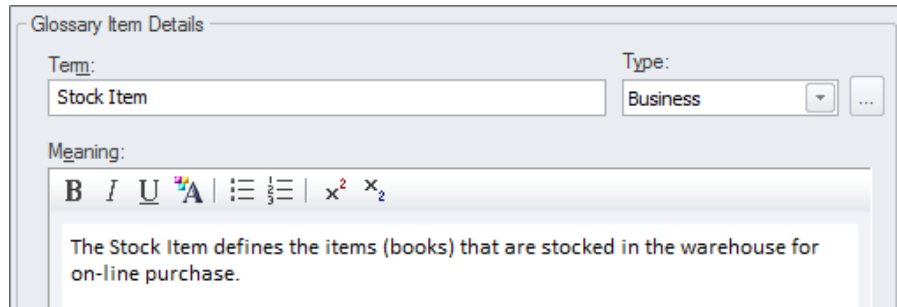 Glossary Item Details
Term: Type:
Stock Item Business ...
Meaning:
B I U A x² x₂
The Stock Item defines the items (books) that are stocked in the warehouse for
on-line purchase.